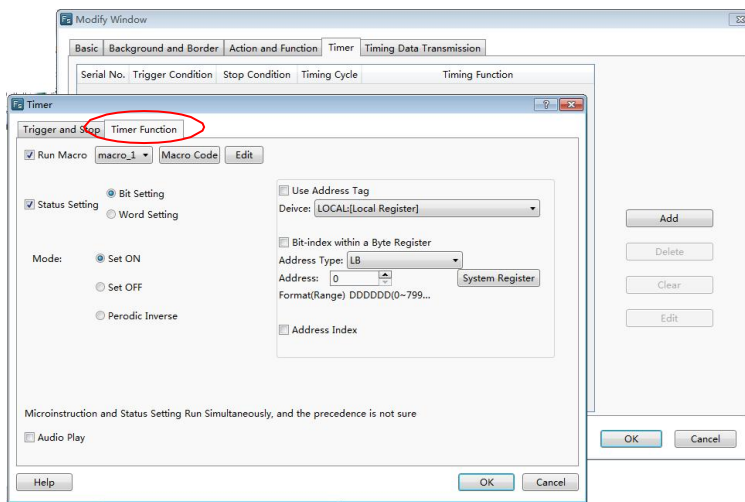 Modify Window
Basic Background and Border Action and Function Timer Timing Data Transmission
Serial No. Trigger Condition Stop Condition Timing Cycle Timing Function
Timer
Trigger and Stop Timer Function
Run Macro macro_1 Macro Code Edit
Status Setting
Bit Setting
Word Setting
Mode:
Set ON
Set OFF
Perodic Inverse
Use Address Tag
Deivce: LOCAL:[Local Register]
Bit-index within a Byte Register
Address Type: LB
Address: 0 System Register
Format(Range) DDDDDD(0~799...
Address Index
Microinstruction and Status Setting Run Simultaneously, and the precedence is not sure
Audio Play
Help OK Cancel
Add
Delete
Clear
Edit
OK Cancel